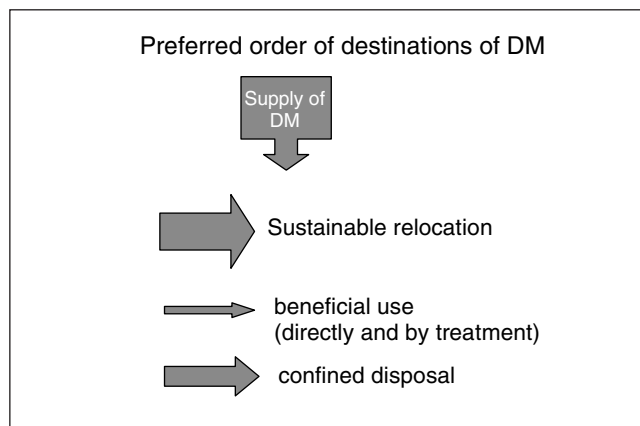 Preferred order of destinations of DM
Supply of
DM
Sustainable relocation
beneficial use
(directly and by treatment)
confined disposal